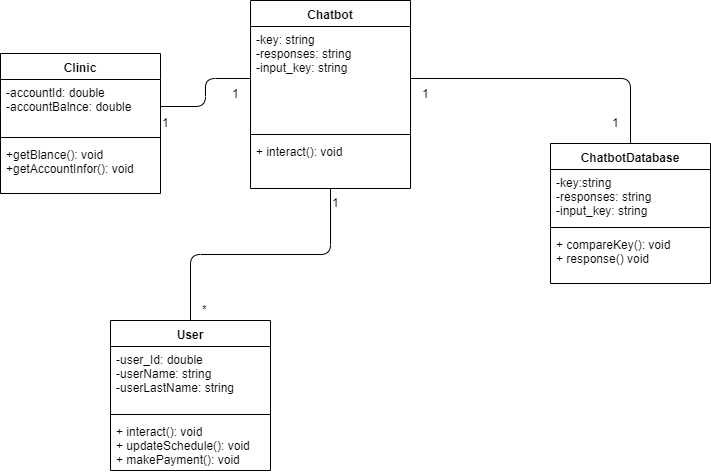 Chatbot
-key: string
-responses: string
-input_key: string
+ interact(): void
Clinic
-accountId: double
-accountBalnce: double
+getBlance(): void
+getAccountInfor(): void
1
1
1
1
1
*
ChatbotDatabase
-key:string
-responses: string
-input_key: string
+ compareKey(): void
+ response() void
User
-user_Id: double
-userName: string
-userLastName: string
+ interact(): void
+ updateSchedule(): void
+ makePayment(): void